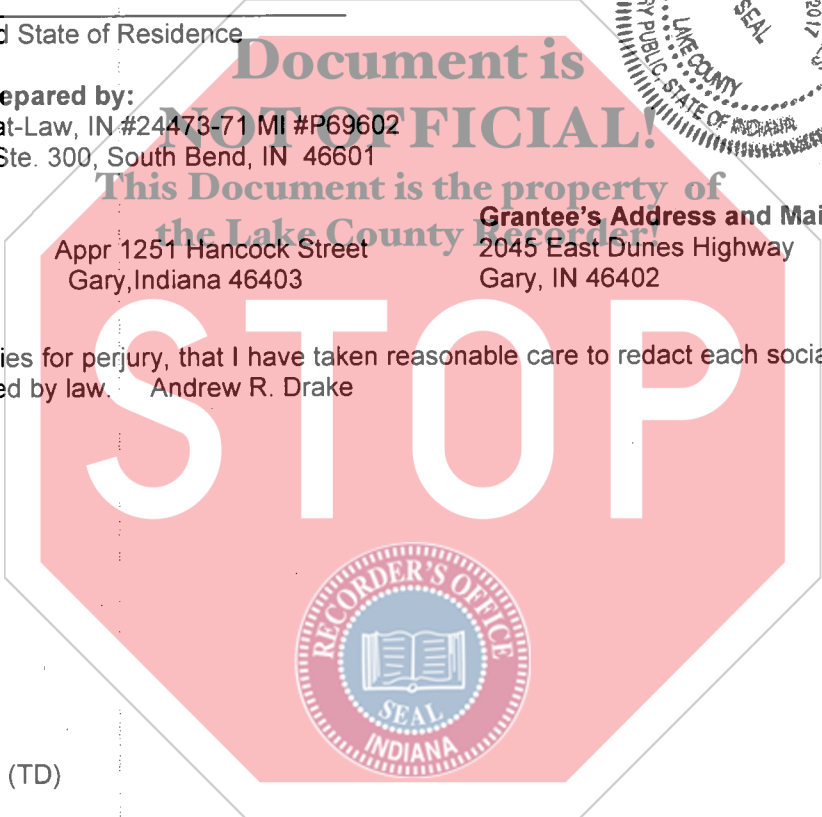 d State of Residence
SEAL
2017
LAKE COUNTY
Y PUBLIC, STATE OF INDIANA
Document is
epared by:
NOT OFFICIAL!
at-Law, IN #24473-71 MI #P69602
Ste. 300, South Bend, IN 46601
This Document is the property of
the Lake County Recorder!
Grantee's Address and Mai
Appr 1251 Hancock Street
2045 East Dunes Highway
Gary,Indiana 46403
Gary, IN 46402
ies for perjury, that I have taken reasonable care to redact each socia
ed by law. Andrew R. Drake
STOP
RECORDER'S OFFICE
SEAL
INDIANA
(TD)